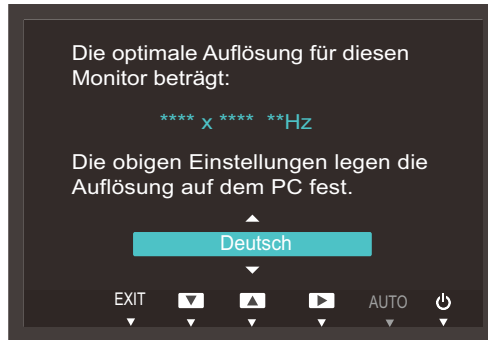 Die optimale Auflösung für diesen
Monitor beträgt:
**** x **** **Hz
Die obigen Einstellungen legen die
Auflösung auf dem PC fest.
Deutsch
EXIT AUTO